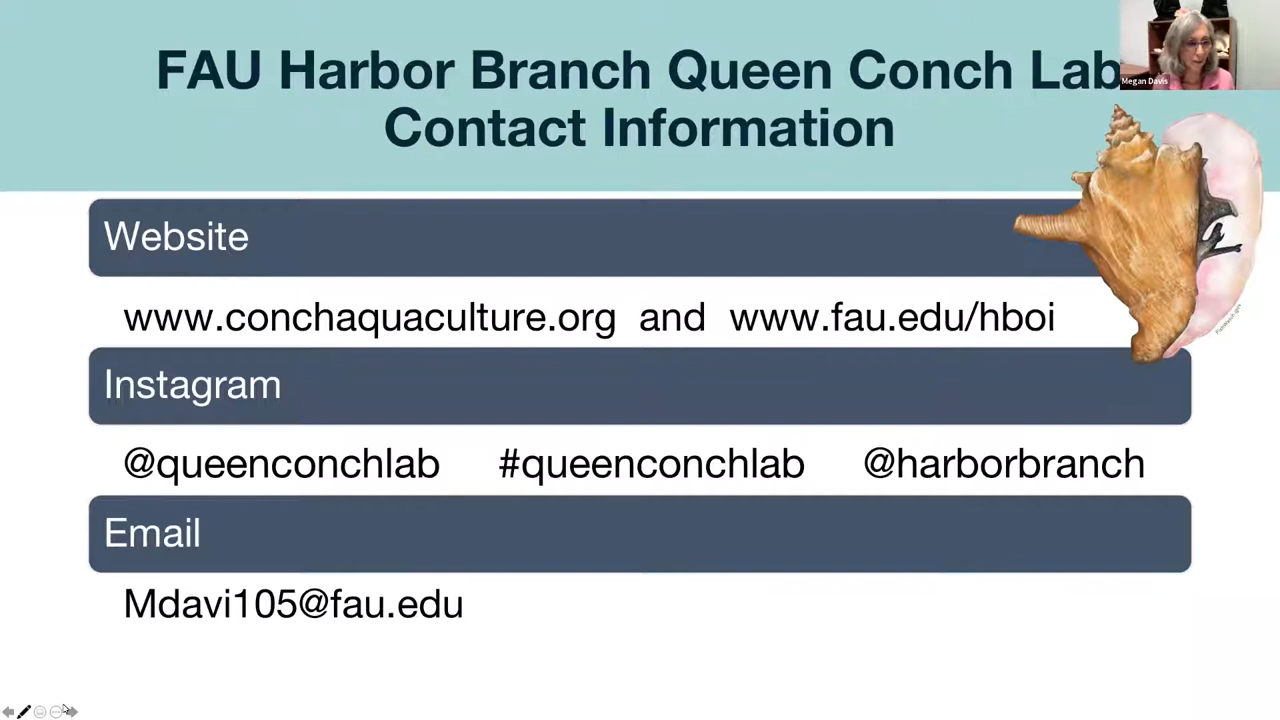 FAU Harbor Branch Queen Conch Lab
Contact Information
Megan Davis
Website
www.conchaquaculture.org and www.fau.edu/hboi
Instagram
@queenconchlab #queenconchlab @harborbranch
Email
Mdavi105@fau.edu